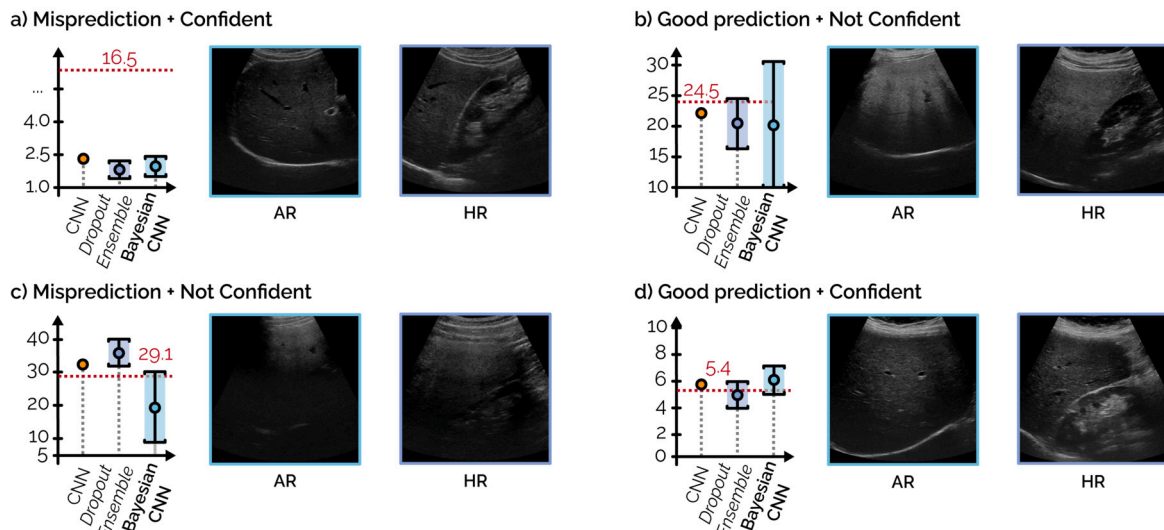 a) Misprediction + Confident
16.5
...
4.0
2.5
1.0
CNN
Dropout
Ensemble
Bayesian
CNN
AR
HR
b) Good prediction + Not Confident
30
25
24.5
20
15
10
CNN
Dropout
Ensemble
Bayesian
CNN
AR
HR
c) Misprediction + Not Confident
40
30
29.1
20
10
5
CNN
Dropout
Ensemble
Bayesian
CNN
AR
HR
d) Good prediction + Confident
10
8
6
5.4
4
2
0
CNN
Dropout
Ensemble
Bayesian
CNN
AR
HR